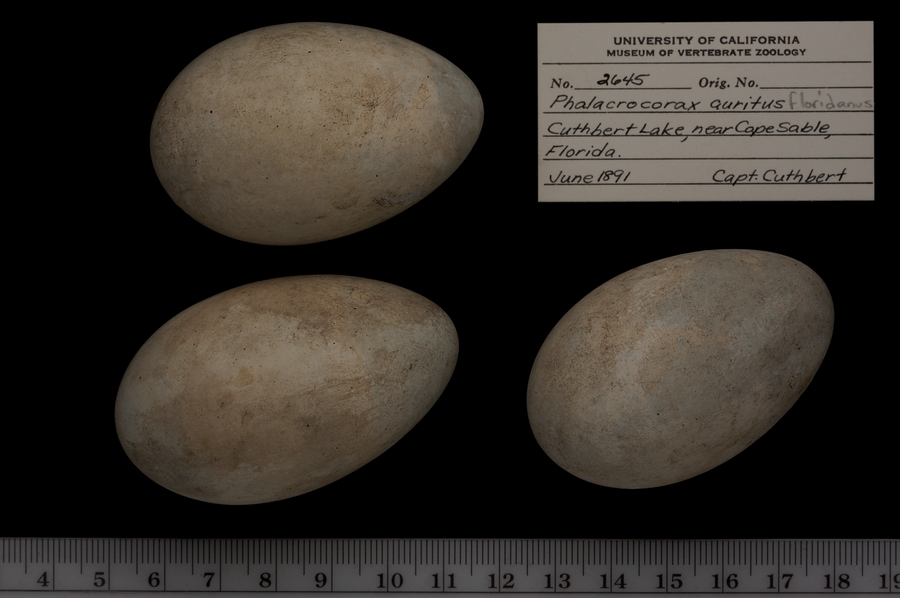 UNIVERSITY OF CALIFORNIA
MUSEUM OF VERTEBRATE ZOOLOGY
No. 2645 Orig. No.
Phalacrocorax auritus floridanus
Cuthbert Lake, near Cape Sable,
Florida.
June 1891 Capt. Cuthbert
4 5 6 7 8 9 10 11 12 13 14 15 16 17 18 19